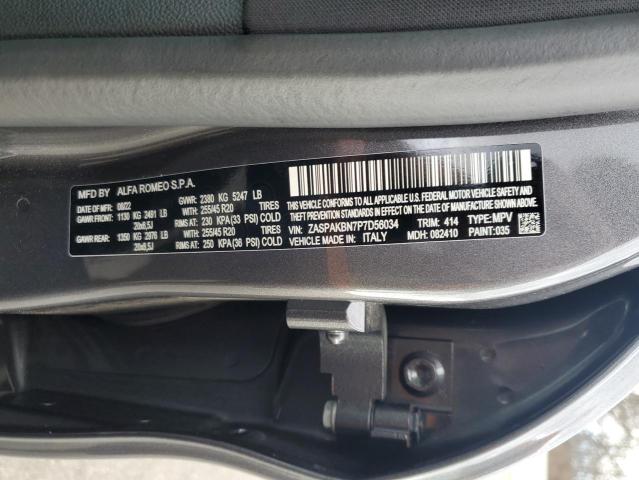 MFD BY ALFA ROMEO S.P.A.
DATE OF MFR: 08/22 GVWR: 2380 KG 5247 LB
GAWR FRONT: 1130 KG 2491 LB WITH: 255/45 R20 TIRES
RIMS AT: 230 KPA(33 PSI) COLD
GAWR REAR: 1350 KG 2976 LB WITH: 255/45 R20 TIRES
RIMS AT: 250 KPA(36 PSI) COLD
THIS VEHICLE CONFORMS TO ALL APPLICABLE U.S.A. FEDERAL MOTOR VEHICLE
SAFETY, BUMPER, AND THEFT PREVENTION STANDARDS IN EFFECT ON THE DATE OF
MANUFACTURE SHOWN ABOVE.
VIN: ZASPAKBN7P7D56034 TRIM: 414 TYPE: MPV
VEHICLE MADE IN: ITALY MDH: 082410 PAINT: 035